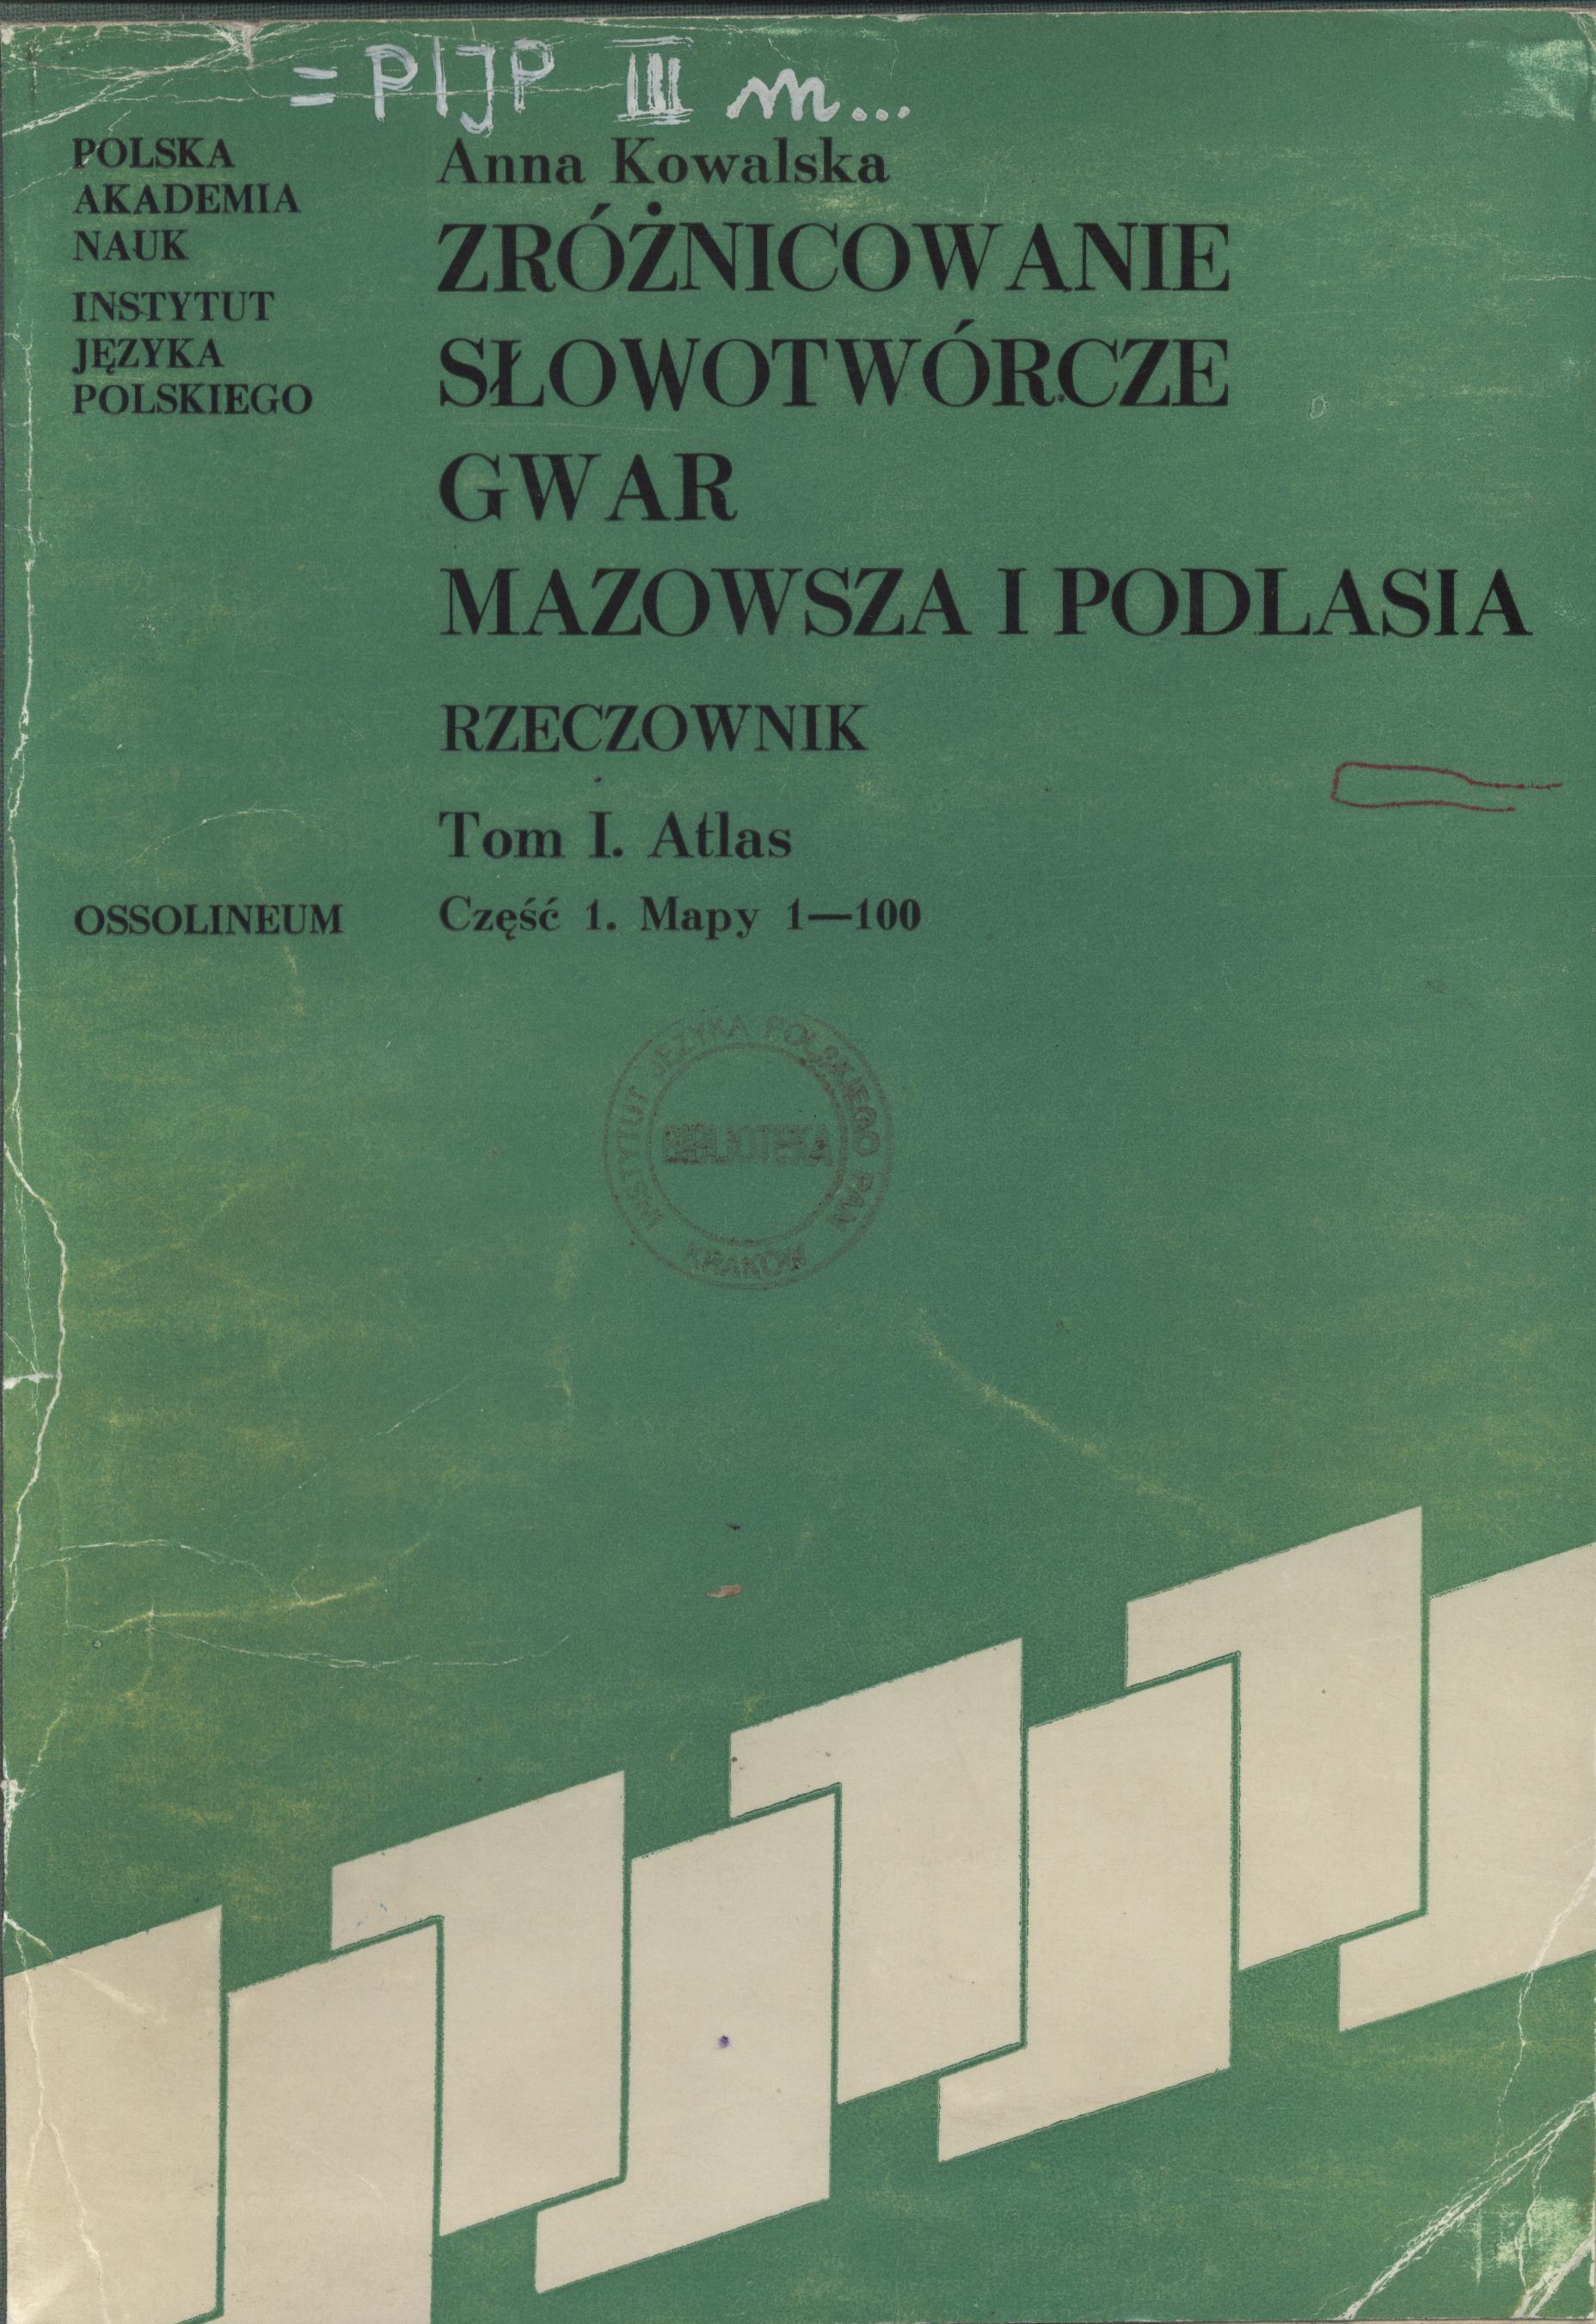 = PIJP III m...
POLSKA
AKADEMIA
NAUK
INSTYTUT
JĘZYKA
POLSKIEGO
Anna Kowalska
ZRÓŻNICOWANIE
SŁOWOTWÓRCZE
GWAR
MAZOWSZA I PODLASIA
RZECZOWNIK
Tom I. Atlas
OSSOLINEUM
Część 1. Mapy 1—100
INSTYTUT JĘZYKA POLSKIEGO PAN
BIBLIOTEKA
KRAKÓW